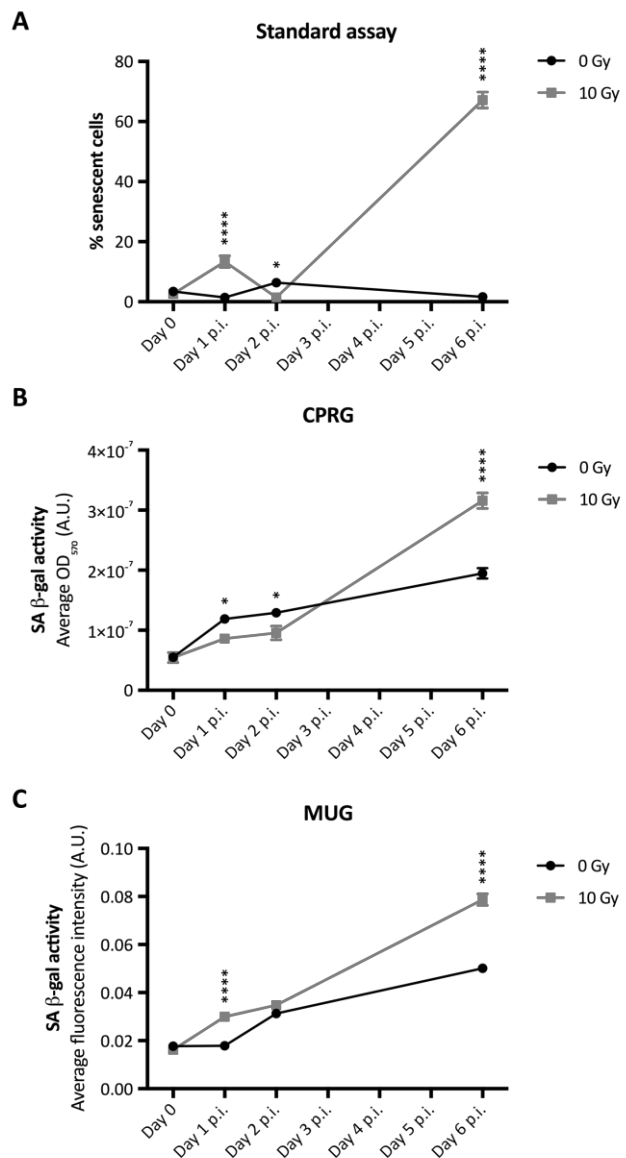 A
Standard assay
% senescent cells
80
60
40
20
0
****
*
****
0 Gy
10 Gy
Day 0
Day 1 p.i.
Day 2 p.i.
Day 3 p.i.
Day 4 p.i.
Day 5 p.i.
Day 6 p.i.
B
CPRG
SA β-gal activity
Average OD₅₇₀ (A.U.)
4×10⁻⁷
3×10⁻⁷
2×10⁻⁷
1×10⁻⁷
0
*
*
****
0 Gy
10 Gy
Day 0
Day 1 p.i.
Day 2 p.i.
Day 3 p.i.
Day 4 p.i.
Day 5 p.i.
Day 6 p.i.
C
MUG
SA β-gal activity
Average fluorescence intensity (A.U.)
0.10
0.08
0.06
0.04
0.02
0.00
****
****
0 Gy
10 Gy
Day 0
Day 1 p.i.
Day 2 p.i.
Day 3 p.i.
Day 4 p.i.
Day 5 p.i.
Day 6 p.i.